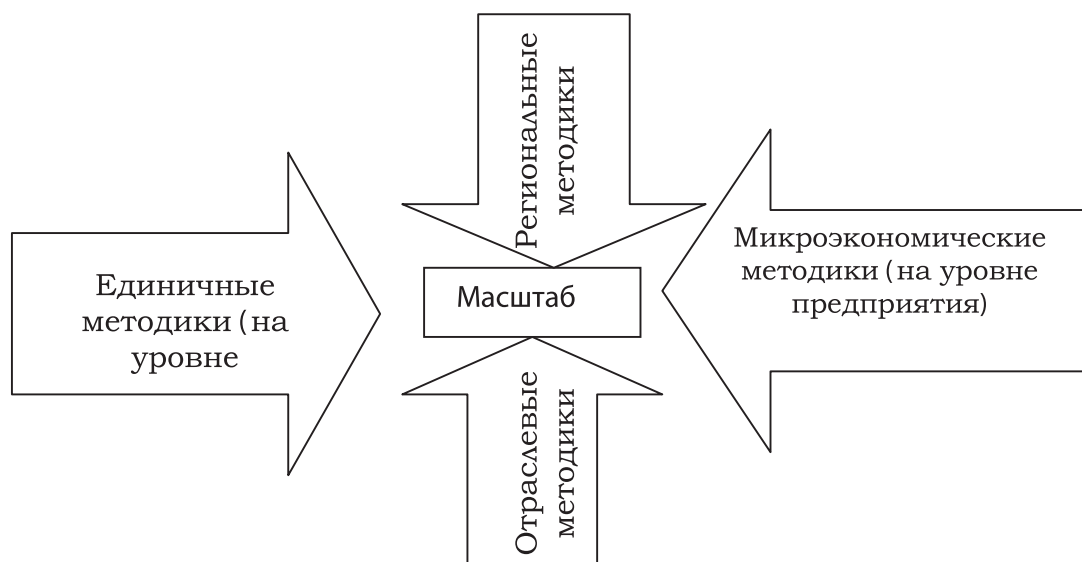 Региональные
методики
Единичные
методики (на
уровне
Масштаб
Микроэкономические
методики (на уровне
предприятия)
Отраслевые
методики